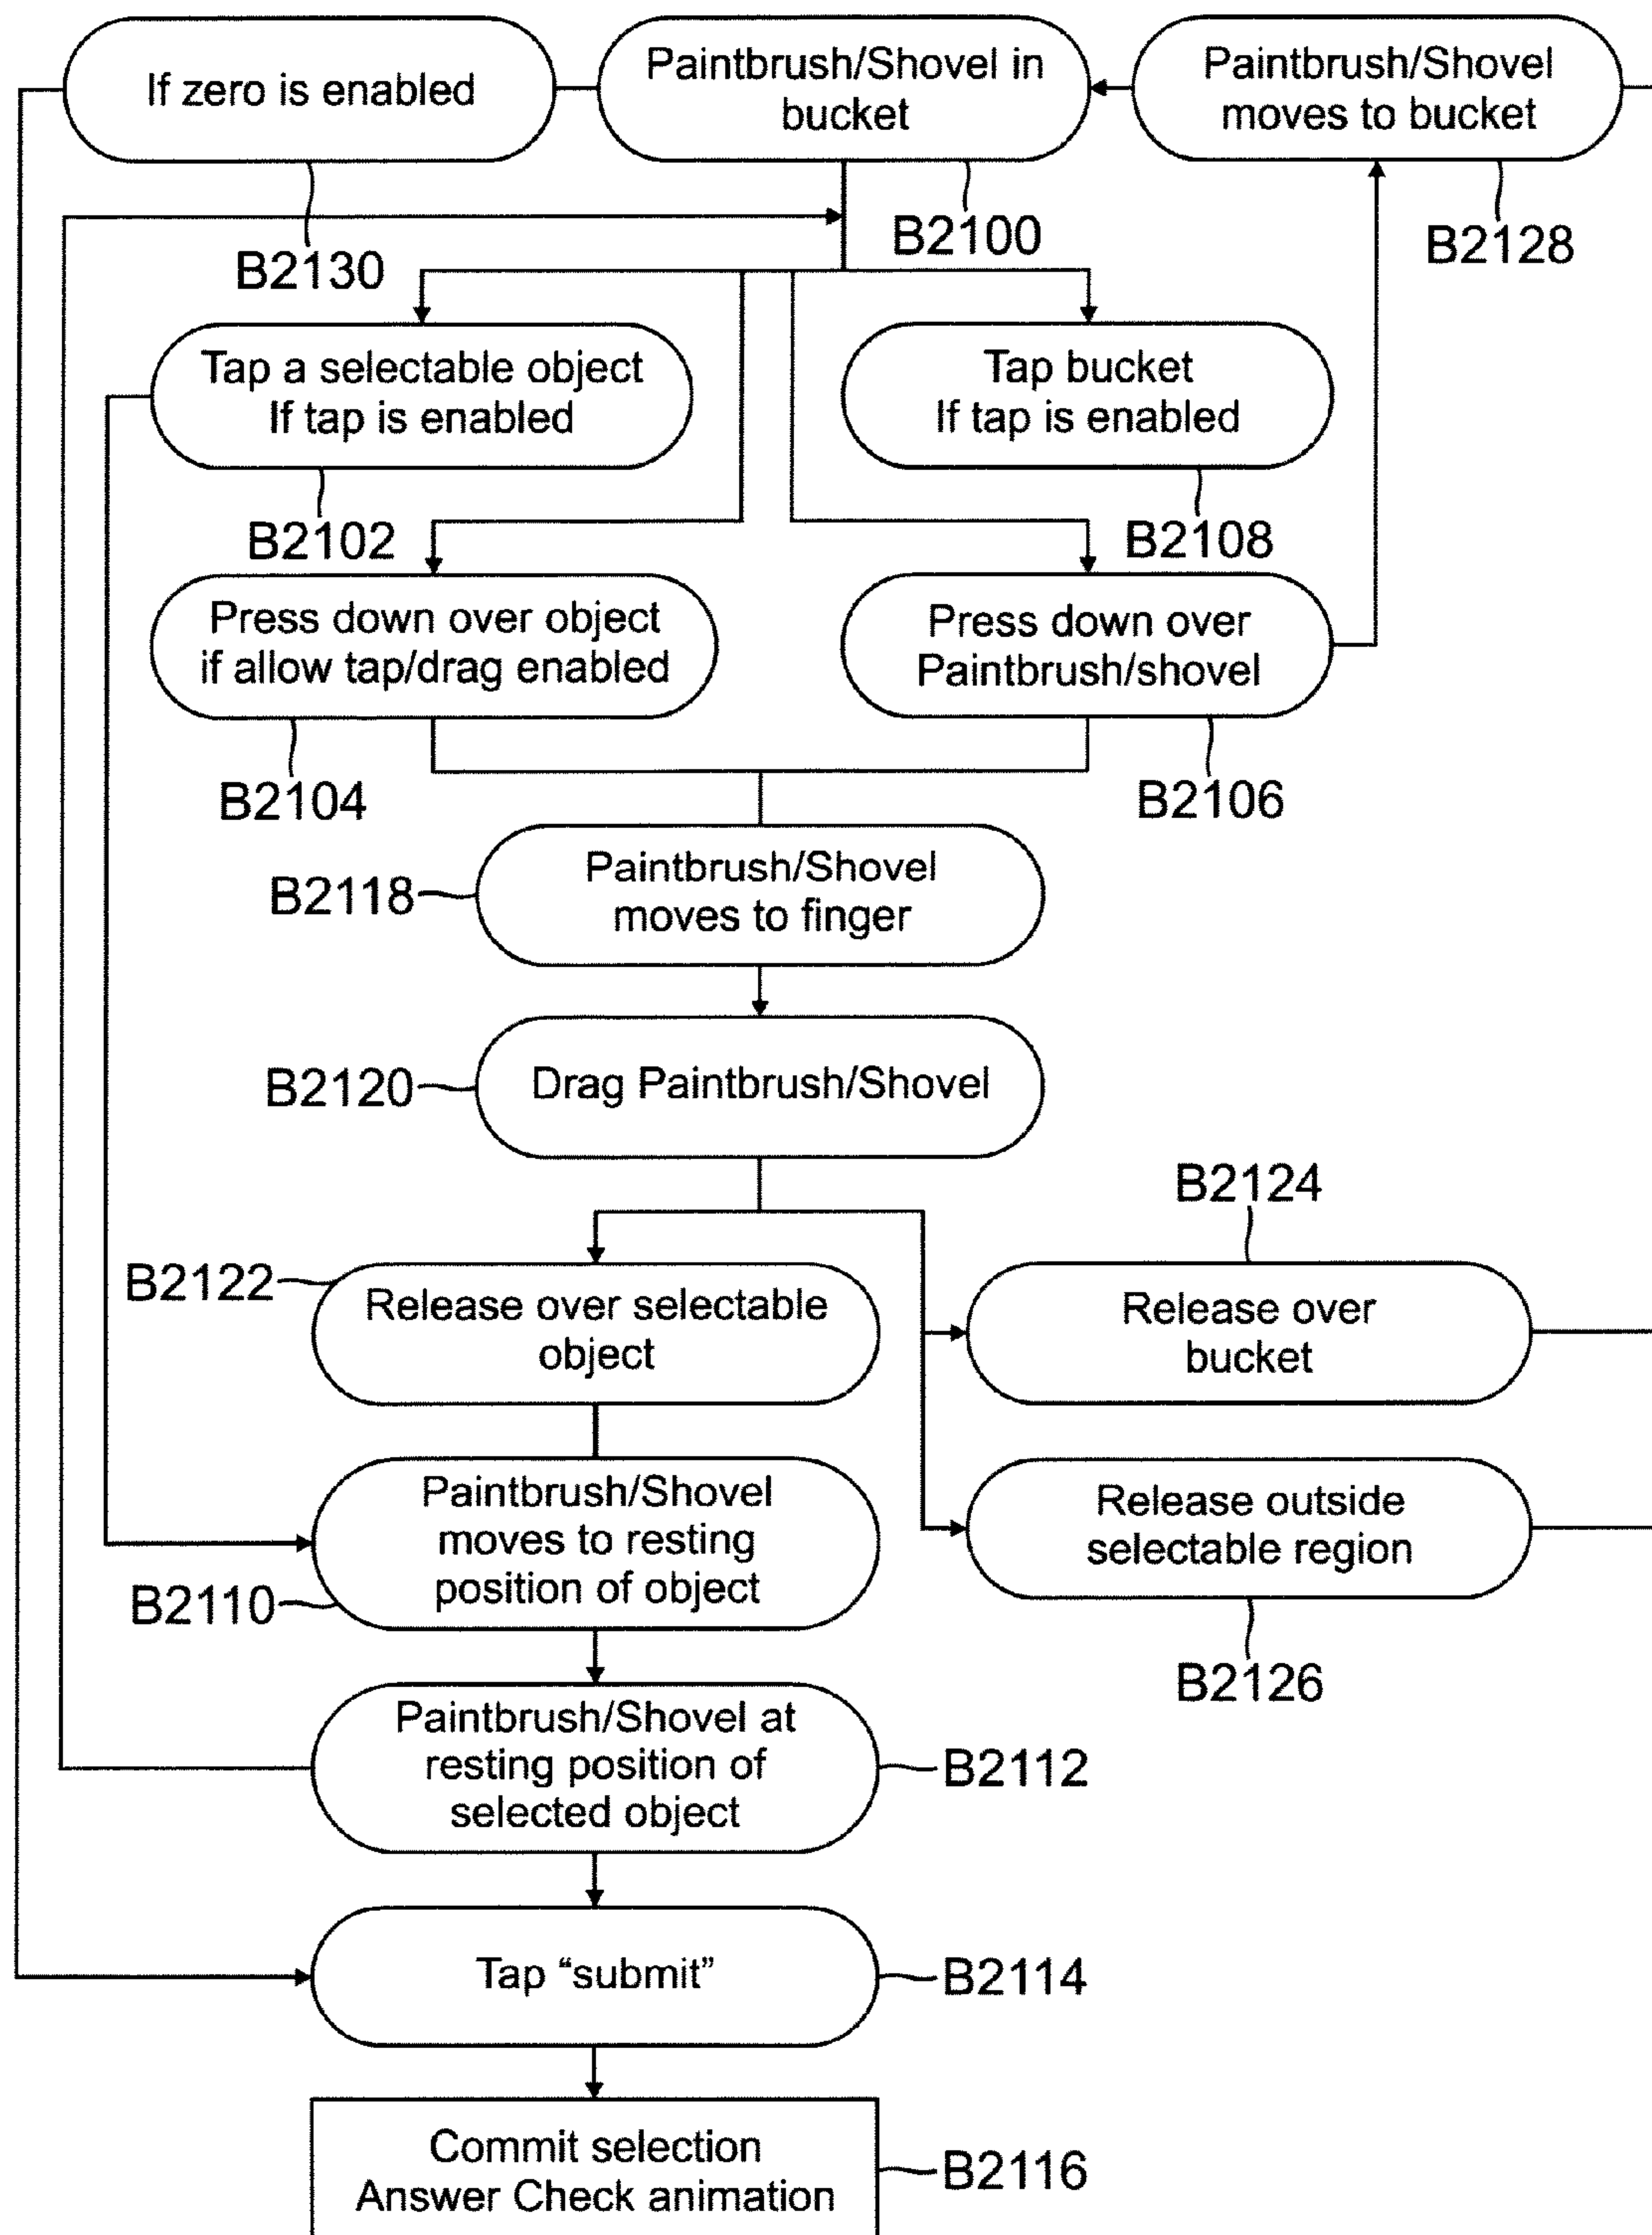 If zero is enabled
B2130
Paintbrush/Shovel in
bucket
B2100
Paintbrush/Shovel
moves to bucket
B2128
Tap a selectable object
If tap is enabled
B2102
Tap bucket
If tap is enabled
B2108
Press down over object
if allow tap/drag enabled
B2104
Press down over
Paintbrush/shovel
B2106
B2118
Paintbrush/Shovel
moves to finger
B2120
Drag Paintbrush/Shovel
B2122
Release over selectable
object
B2124
Release over
bucket
Paintbrush/Shovel
moves to resting
position of object
B2110
Release outside
selectable region
B2126
Paintbrush/Shovel at
resting position of
selected object
B2112
Tap “submit”
B2114
Commit selection
Answer Check animation
B2116